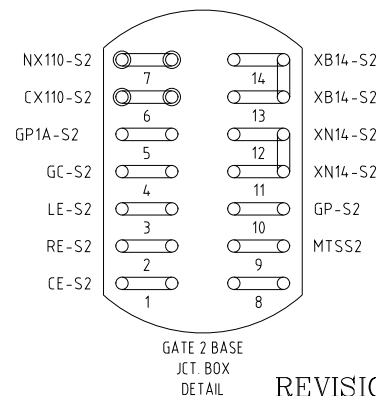 NX110-S2 7 14 XB14-S2
CX110-S2 6 13 XB14-S2
GP1A-S2 5 12 XN14-S2
GC-S2 4 11 XN14-S2
LE-S2 3 10 GP-S2
RE-S2 2 9 MTSS2
CE-S2 1 8
GATE 2 BASE
JCT. BOX
DETAIL